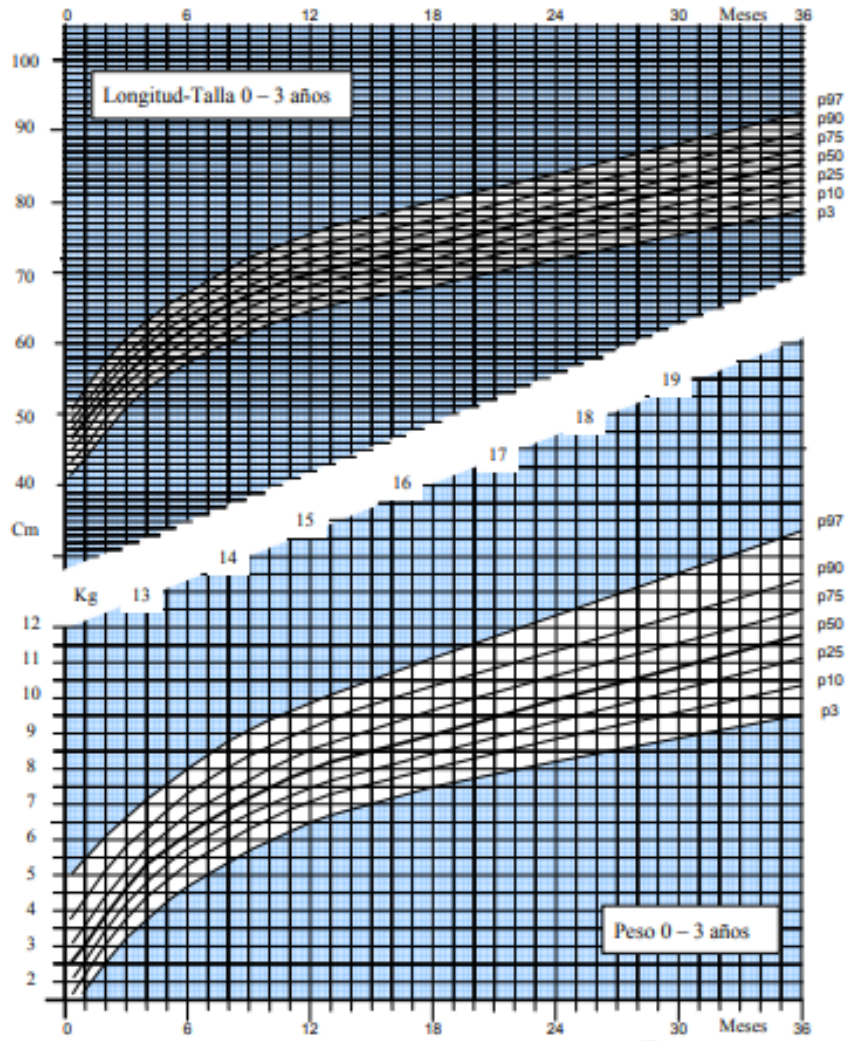 0 6 12 18 24 30 Meses 36
100
Longitud-Talla 0 – 3 años
90
80
70
60
50
40
Cm
p97
p90
p75
p50
p25
p10
p3
19
18
17
16
15
14
Kg 13
12
11
10
9
8
7
6
5
4
3
2
p97
p90
p75
p50
p25
p10
p3
Peso 0 – 3 años
0 6 12 18 24 30 Meses 36